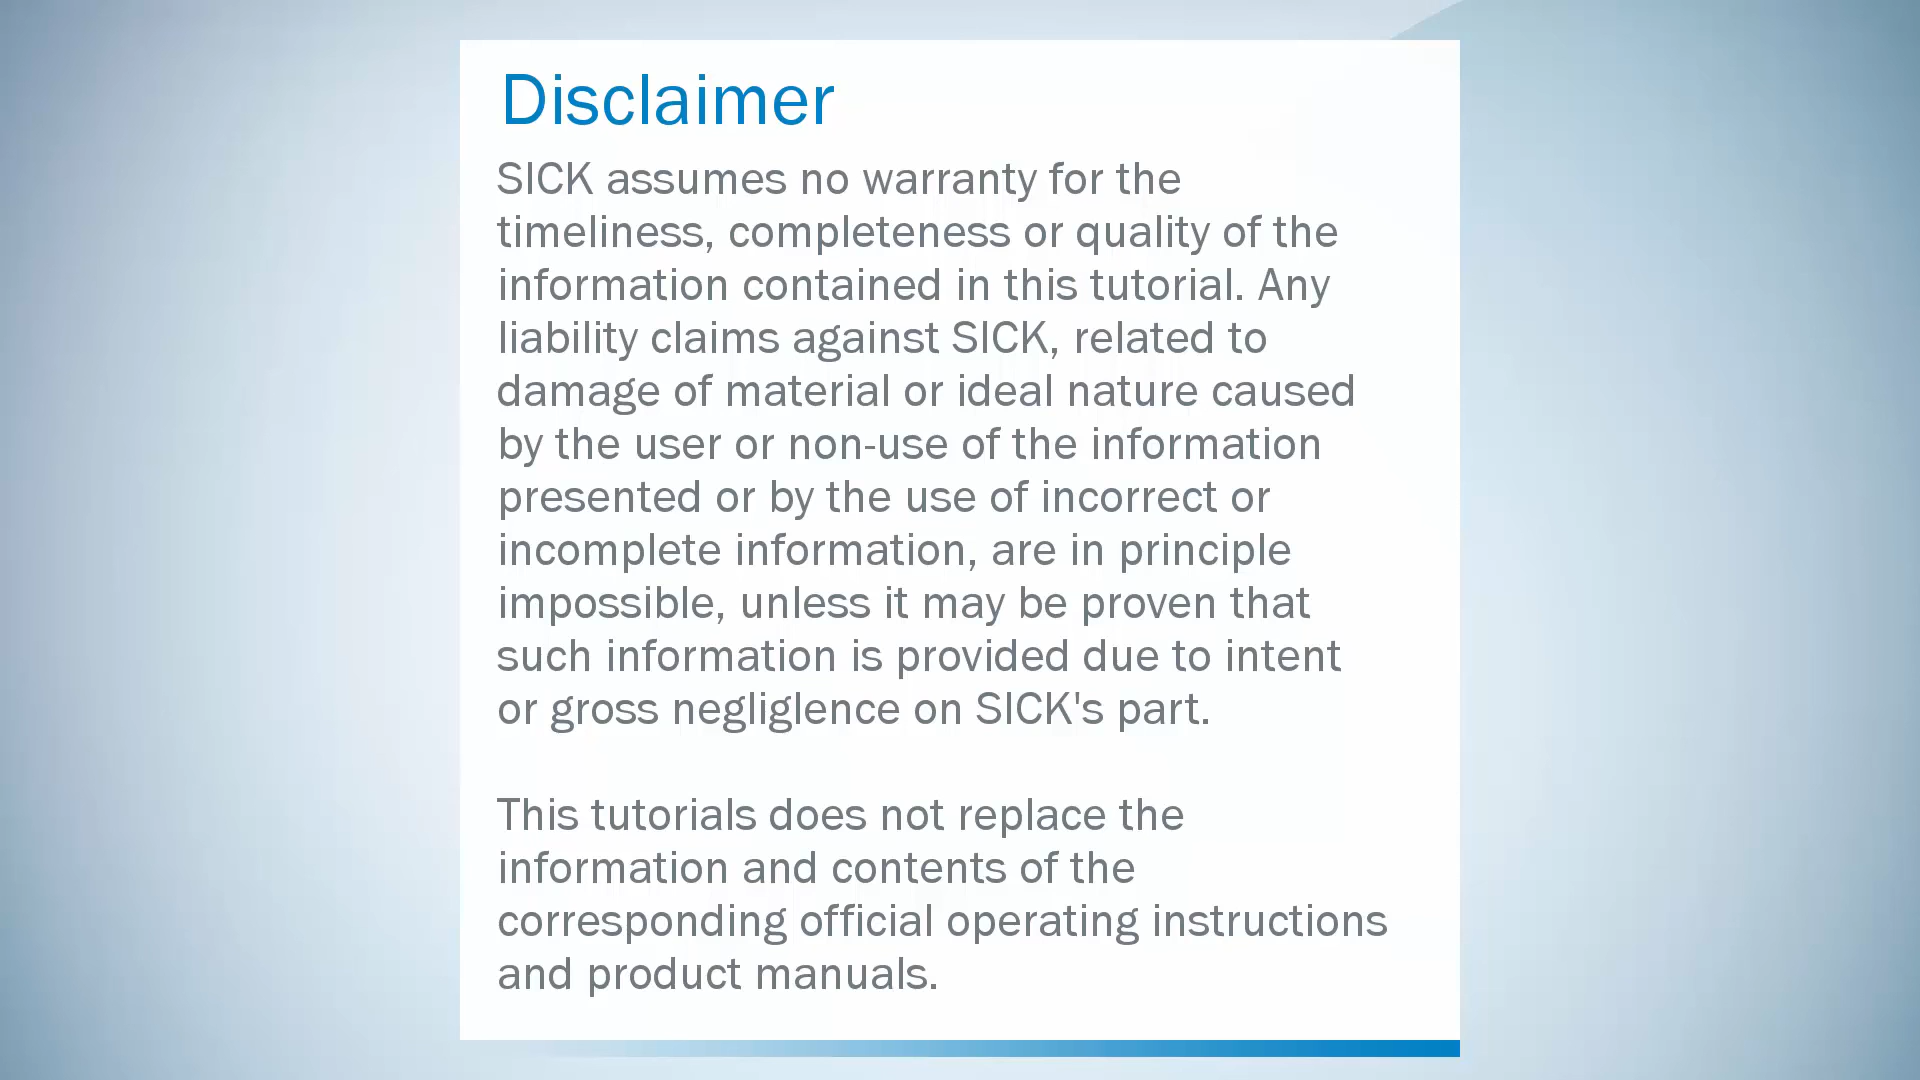 Disclaimer
SICK assumes no warranty for the
timeliness, completeness or quality of the
information contained in this tutorial. Any
liability claims against SICK, related to
damage of material or ideal nature caused
by the user or non-use of the information
presented or by the use of incorrect or
incomplete information, are in principle
impossible, unless it may be proven that
such information is provided due to intent
or gross negliglence on SICK's part.
This tutorials does not replace the
information and contents of the
corresponding official operating instructions
and product manuals.